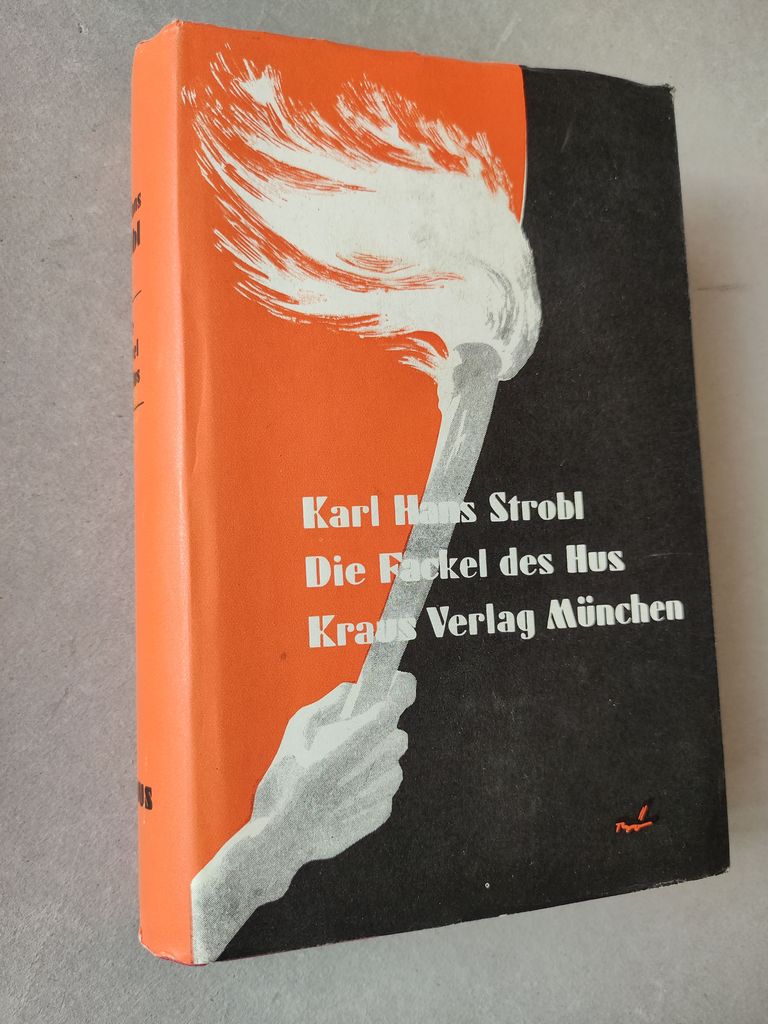 Karl Hans Strobl
Die Fackel des Hus
Kraus Verlag München